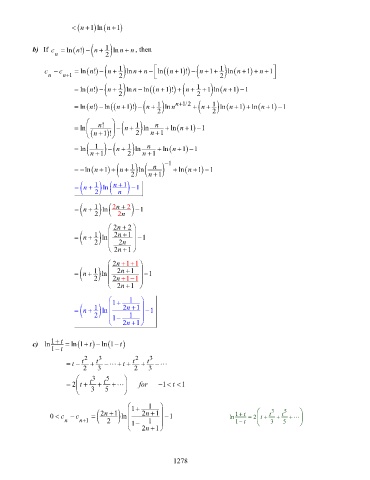 <(n+1)ln(n+1)
b) If c_n = ln(n!)−(n+1/2)ln n+n, then
c_n − c_{n+1} = ln(n!)−(n+1/2)ln n+n−[ln((n+1)!)−(n+1+1/2)ln(n+1)+n+1]
= ln(n!)−(n+1/2)ln n−ln((n+1)!)+(n+1/2+1)ln(n+1)−1
= ln(n!)−ln((n+1)!)−(n+1/2)ln n^{n+1/2}+(n+1/2)ln(n+1)+ln(n+1)−1
= ln(n!/(n+1)!)−(n+1/2)ln n/(n+1)+ln(n+1)−1
= ln(1/(n+1))−(n+1/2)ln n/(n+1)+ln(n+1)−1
= −ln(n+1)+(n+1/2)ln(n/(n+1))^{−1}+ln(n+1)−1
= (n+1/2)ln((n+1)/n)−1
= (n+1/2)ln((2n+2)/2n)−1
= (n+1/2)ln(((2n+2)/(2n+1))/(2n/(2n+1)))−1
= (n+1/2)ln(((2n+1+1)/(2n+1))/((2n+1−1)/(2n+1)))−1
= (n+1/2)ln((1+1/(2n+1))/(1−1/(2n+1)))−1
c) ln (1+t)/(1−t) = ln(1+t)−ln(1−t)
= t−t²/2+t³/3−⋯+t+t²/2+t³/3−⋯
= 2(t+t³/3+t⁵/5+⋯) for −1<t<1
0<c_n−c_{n+1} = ((2n+1)/2)ln((1+1/(2n+1))/(1−1/(2n+1)))−1 ln (1+t)/(1−t) = 2(t+t³/3+t⁵/5+⋯)
1278